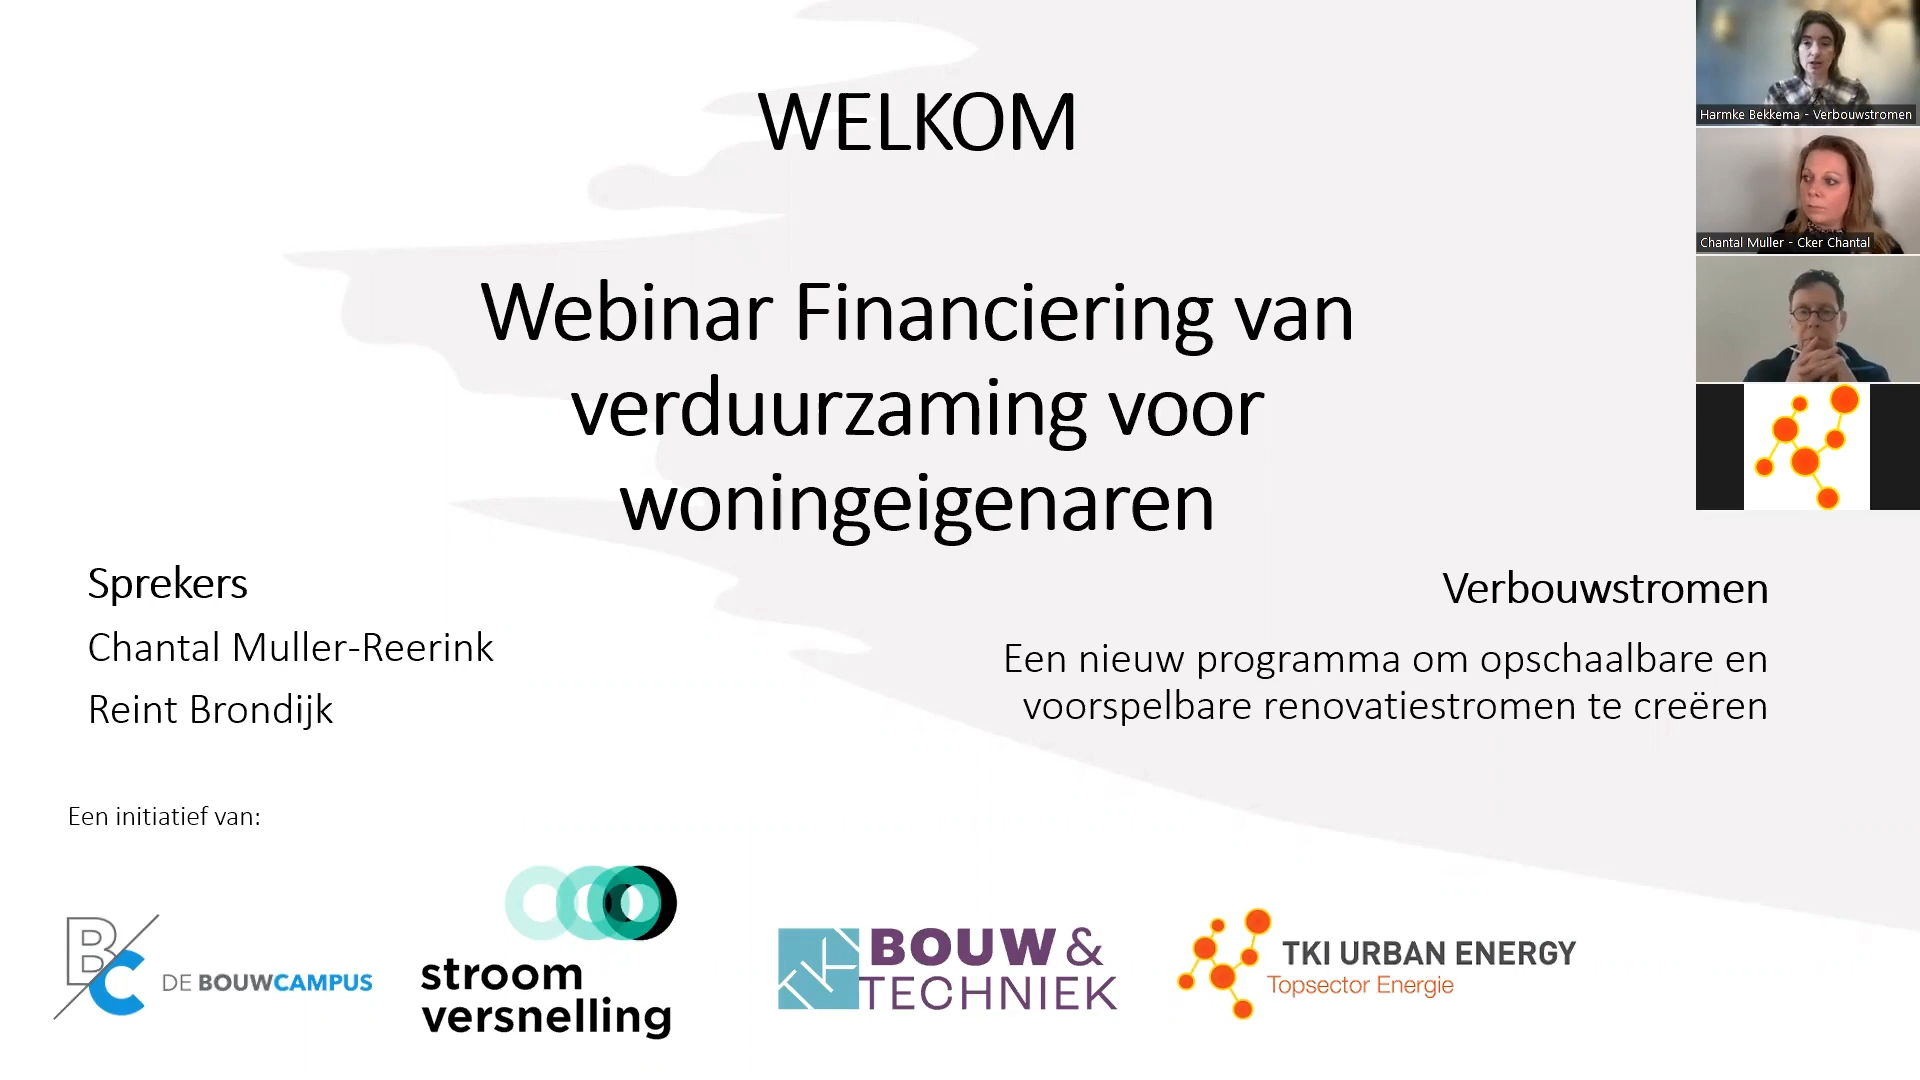 WELKOM
Webinar Financiering van
verduurzaming voor
woningeigenaren
Sprekers
Chantal Muller-Reerink
Reint Brondijk
Verbouwstromen
Een nieuw programma om opschaalbare en
voorspelbare renovatiestromen te creëren
Een initiatief van:
BC DE BOUWCAMPUS
stroom
versnelling
BOUW &
TECHNIEK
TKI URBAN ENERGY
Topsector Energie
Harmke Bekkema - Verbouwstromen
Chantal Muller - Cker Chantal